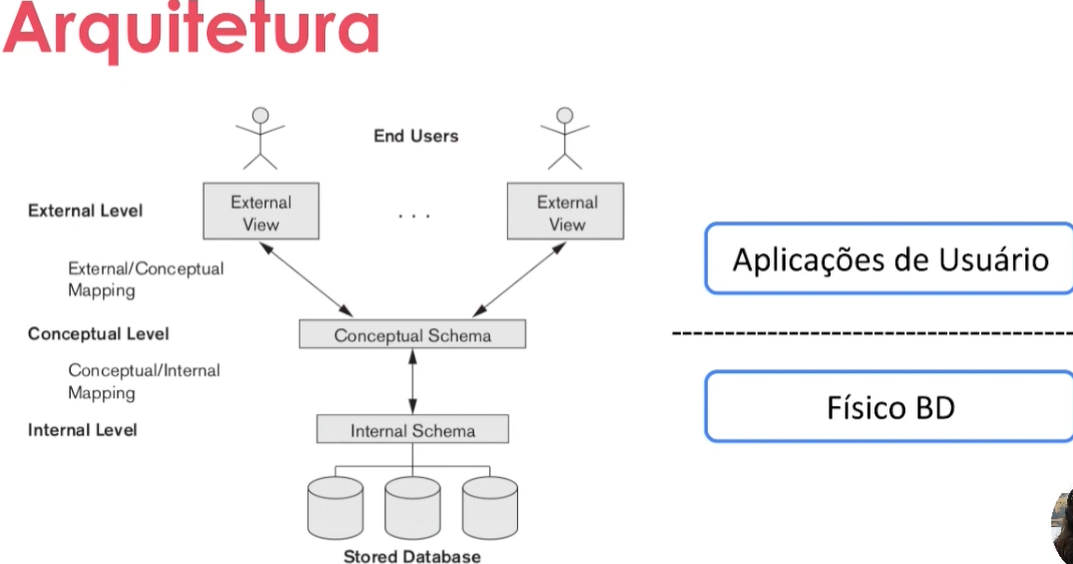 Arquitetura
End Users
External
View
. . .
External
View
External Level
External/Conceptual
Mapping
Conceptual Level
Conceptual Schema
Conceptual/Internal
Mapping
Internal Level
Internal Schema
Stored Database
Aplicações de Usuário
Físico BD